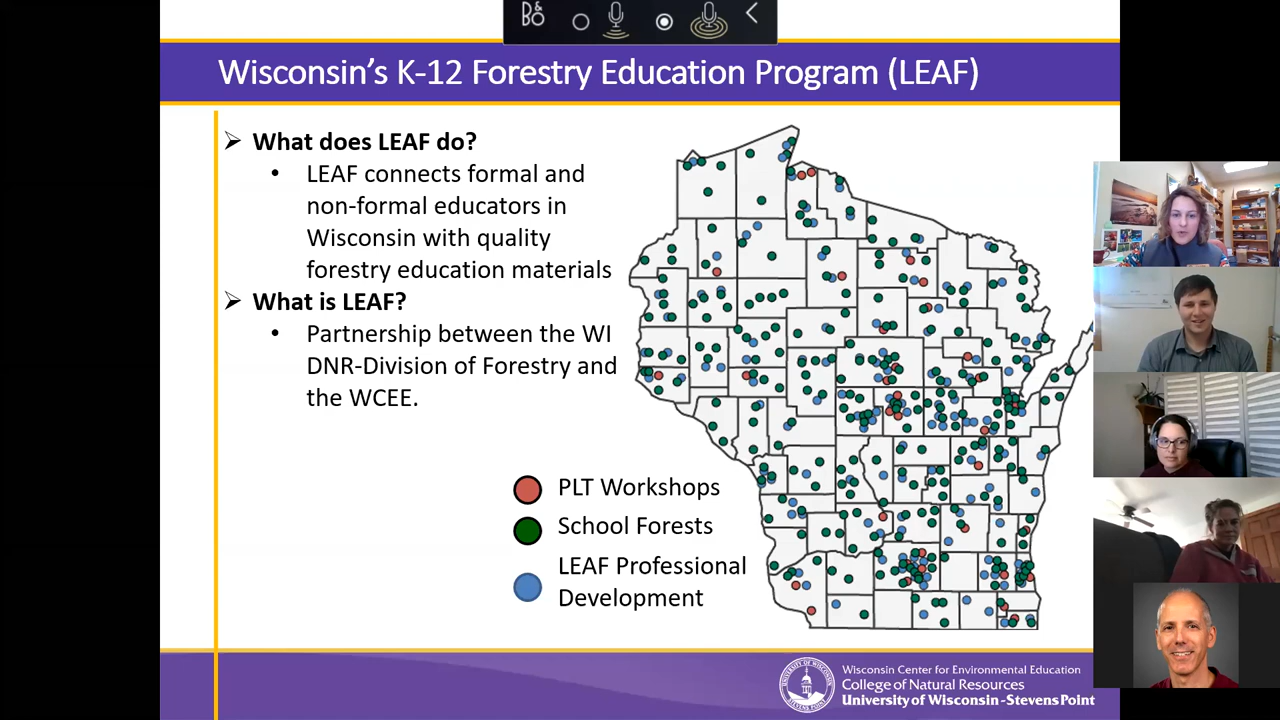 B&O
Wisconsin's K-12 Forestry Education Program (LEAF)
➢ What does LEAF do?
• LEAF connects formal and
non-formal educators in
Wisconsin with quality
forestry education materials
➢ What is LEAF?
• Partnership between the WI
DNR-Division of Forestry and
the WCEE.
PLT Workshops
School Forests
LEAF Professional
Development
Wisconsin Center for Environmental Education
College of Natural Resources
University of Wisconsin-Stevens Point